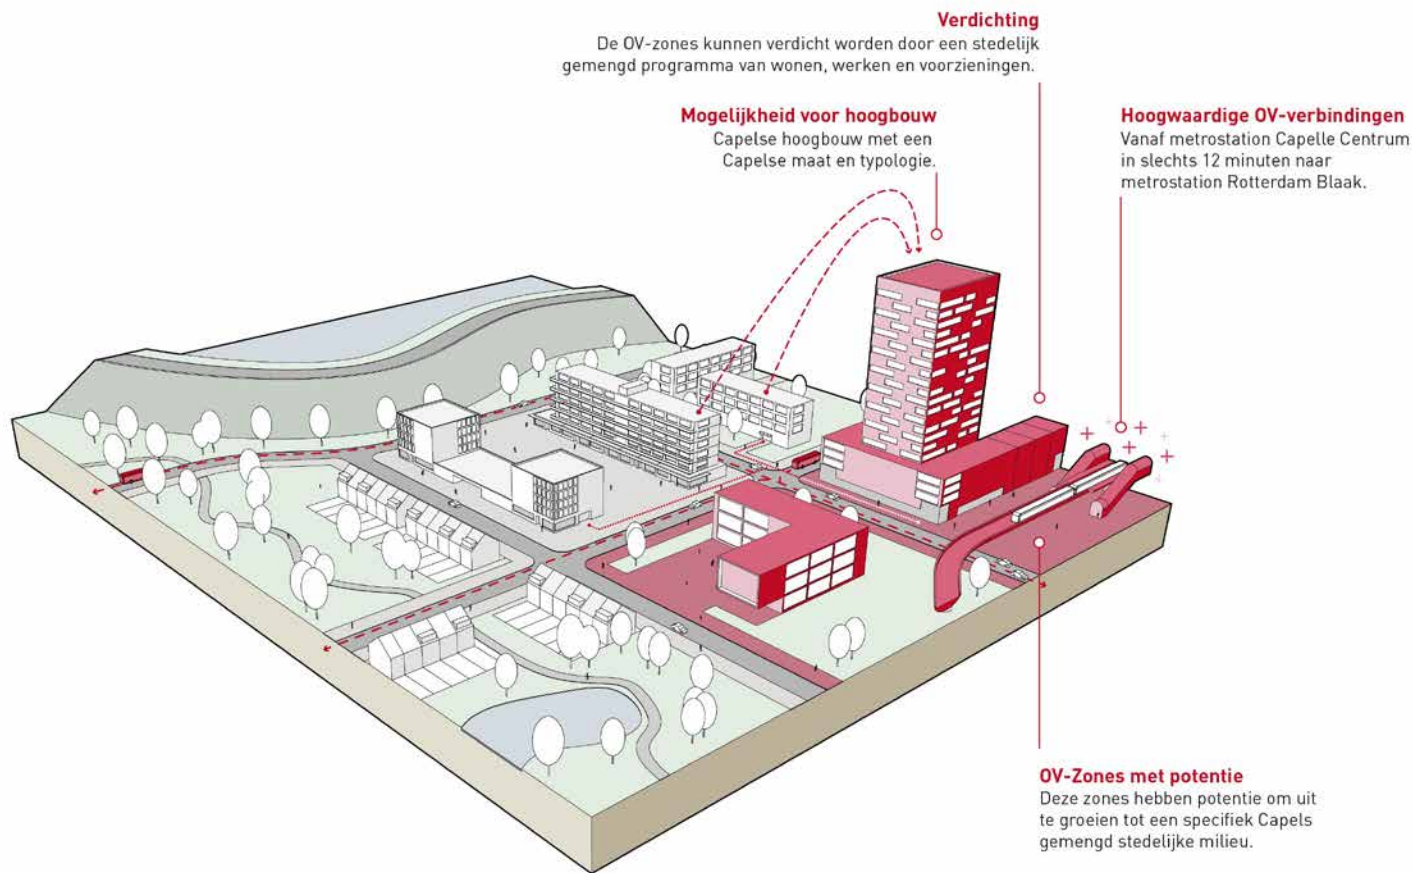 Verdichting
De OV-zones kunnen verdicht worden door een stedelijk
gemengd programma van wonen, werken en voorzieningen.
Mogelijkheid voor hoogbouw
Capelse hoogbouw met een
Capelse maat en typologie.
Hoogwaardige OV-verbindingen
Vanaf metrostation Capelle Centrum
in slechts 12 minuten naar
metrostation Rotterdam Blaak.
OV-Zones met potentie
Deze zones hebben potentie om uit
te groeien tot een specifiek Capels
gemengd stedelijke milieu.